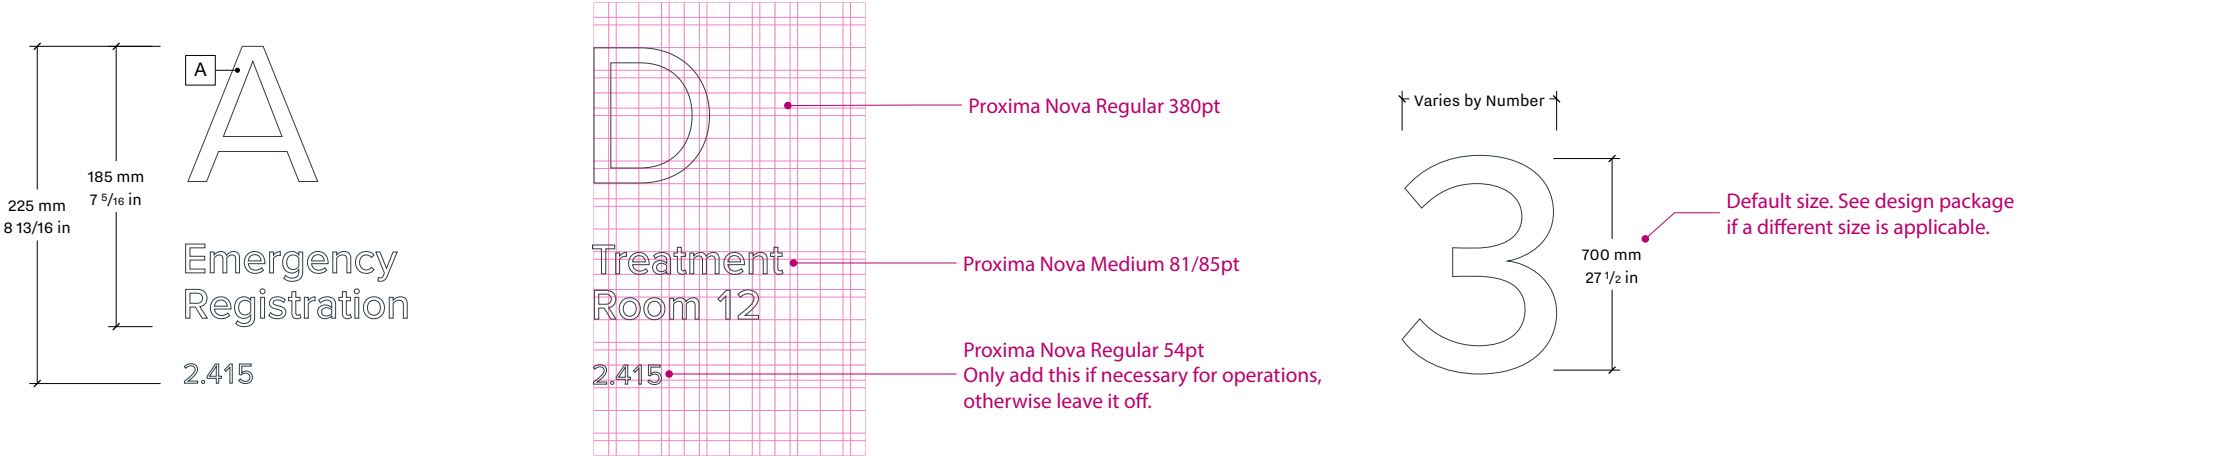 A
A
225 mm
8 13/16 in
185 mm
7 5/16 in
Emergency
Registration
2.415
D
Treatment
Room 12
2.415
Proxima Nova Regular 380pt
Proxima Nova Medium 81/85pt
Proxima Nova Regular 54pt
Only add this if necessary for operations,
otherwise leave it off.
Varies by Number
3
700 mm
27 1/2 in
Default size. See design package
if a different size is applicable.